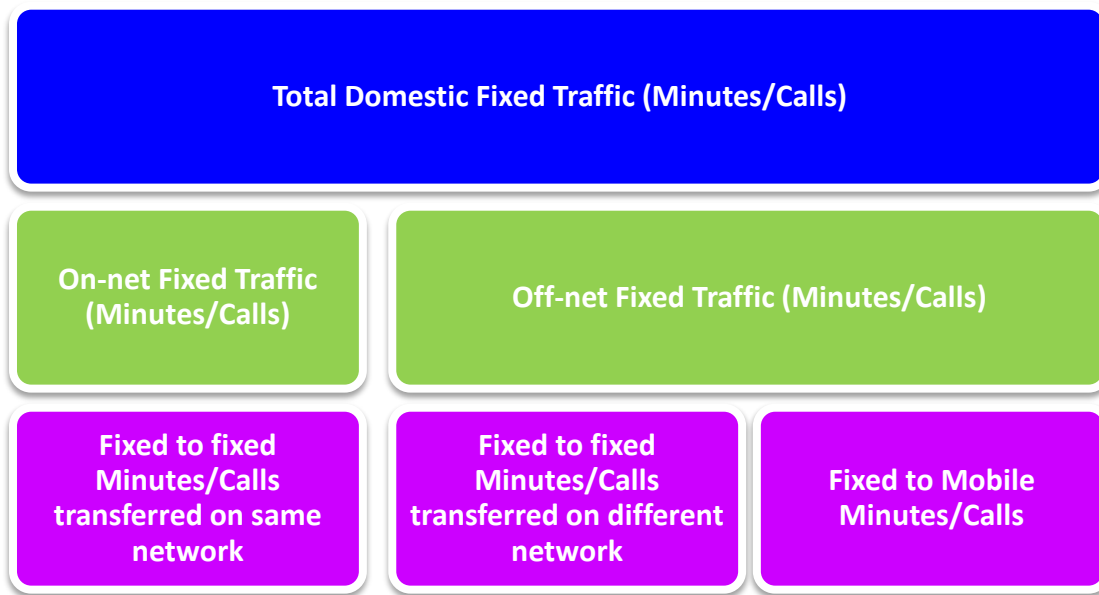 Total Domestic Fixed Traffic (Minutes/Calls)
On-net Fixed Traffic
(Minutes/Calls)
Off-net Fixed Traffic (Minutes/Calls)
Fixed to fixed
Minutes/Calls
transferred on same
network
Fixed to fixed
Minutes/Calls
transferred on different
network
Fixed to Mobile
Minutes/Calls